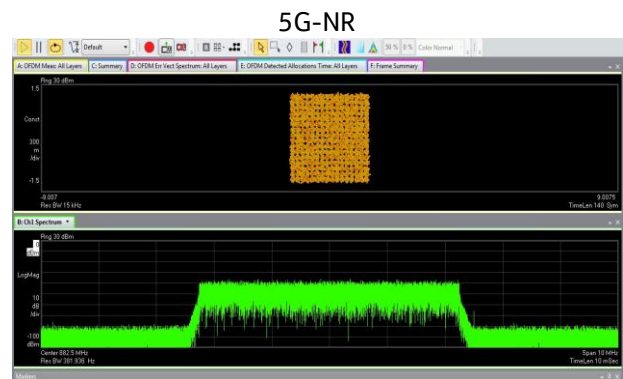 5G-NR
Default
50 % 0 % Color Normal
A: OFDM Meas: All Layers C: Summary D: OFDM Err Vect Spectrum: All Layers E: OFDM Detected Allocations Time: All Layers F: Frame Summary
Rng 30 dBm
1.5
Const
300
m
/div
-1.5
-9.007 9.0075
Res BW 15 kHz TimeLen 140 Sym
B: Ch1 Spectrum
Rng 30 dBm
0
dBm
LogMag
10
dB
/div
-100
dBm
Center 882.5 MHz Span 10 MHz
Res BW 381.938 Hz TimeLen 10 mSec
Markers